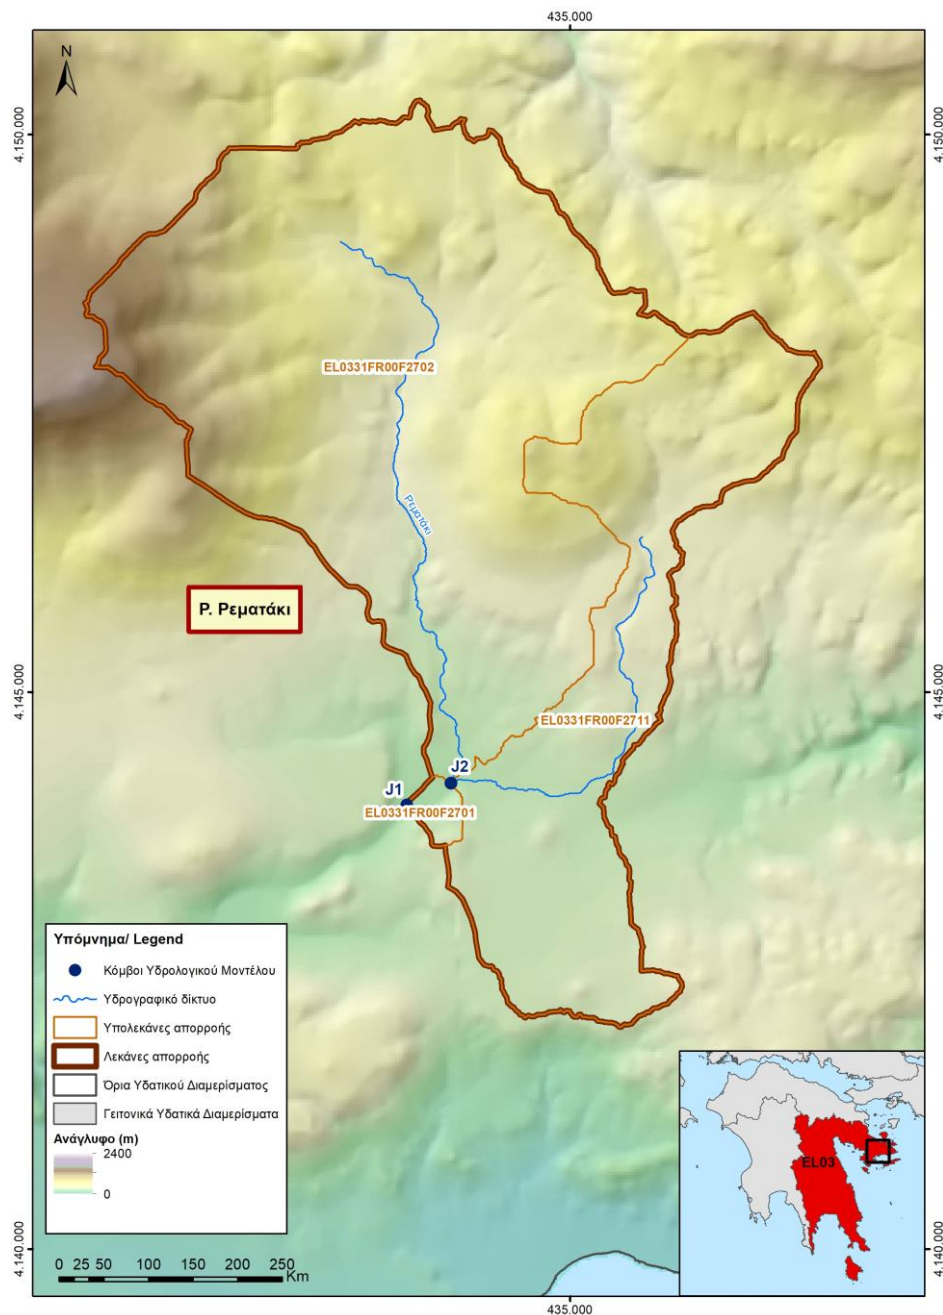 435.000
N
4.150.000
4.150.000
EL0331FR00F2702
Ρεματάκι
Ρ. Ρεματάκι
4.145.000
4.145.000
EL0331FR00F2711
J2
J1
EL0331FR00F2701
Υπόμνημα/ Legend
Κόμβοι Υδρολογικού Μοντέλου
Υδρογραφικό δίκτυο
Υπολεκάνες απορροής
Λεκάνες απορροής
Όρια Υδατικού Διαμερίσματος
Γειτονικά Υδατικά Διαμερίσματα
Ανάγλυφο (m)
2400
0
EL03
4.140.000
4.140.000
0 25 50 100 150 200 250 Km
435.000